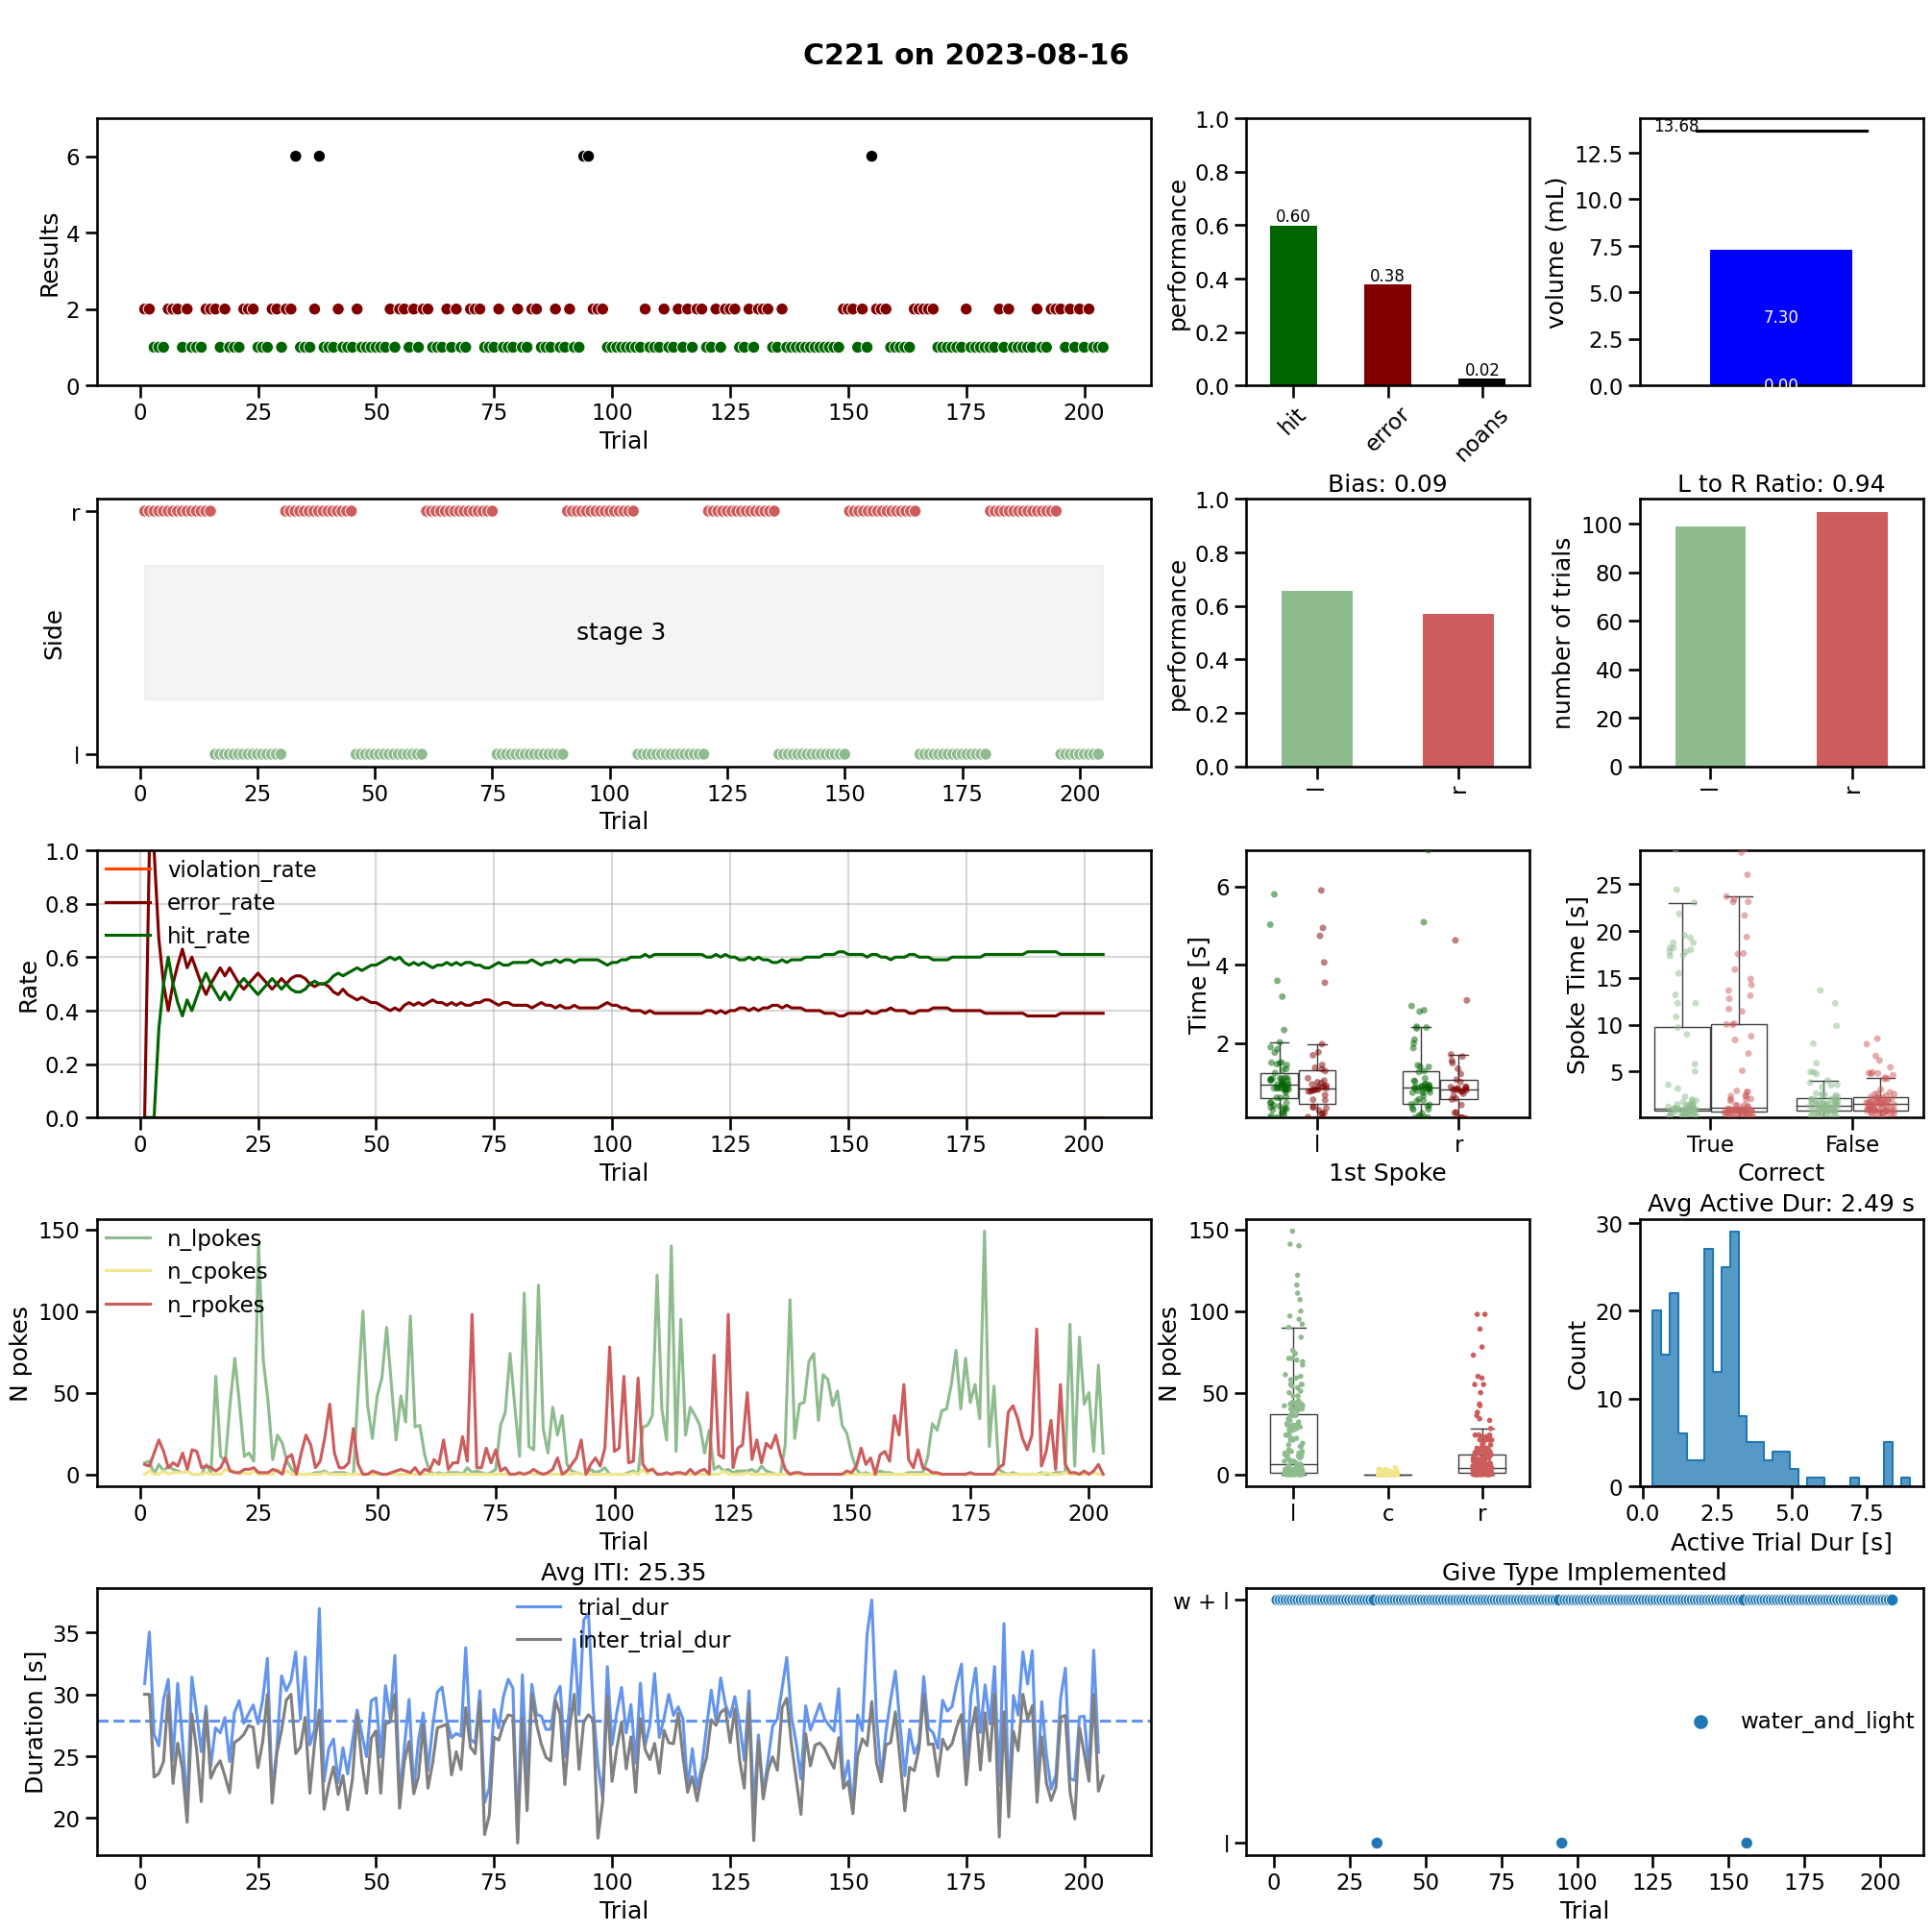 C221 on 2023-08-16
Results
6
4
2
0
0 25 50 75 100 125 150 175 200
Trial
performance
1.0
0.8
0.6
0.4
0.2
0.0
0.60
0.38
0.02
hit error noans
volume (mL)
12.5
10.0
7.5
5.0
2.5
0.0
13.68
7.30
0.00
Side
r
l
stage 3
0 25 50 75 100 125 150 175 200
Trial
Bias: 0.09
performance
1.0
0.8
0.6
0.4
0.2
0.0
l r
L to R Ratio: 0.94
number of trials
100
80
60
40
20
0
l r
Rate
1.0
0.8
0.6
0.4
0.2
0.0
violation_rate
error_rate
hit_rate
0 25 50 75 100 125 150 175 200
Trial
Time [s]
6
4
2
l r
1st Spoke
Spoke Time [s]
25
20
15
10
5
True False
Correct
N pokes
150
100
50
0
n_lpokes
n_cpokes
n_rpokes
0 25 50 75 100 125 150 175 200
Trial
N pokes
150
100
50
0
l c r
Avg Active Dur: 2.49 s
Count
30
20
10
0
0.0 2.5 5.0 7.5
Active Trial Dur [s]
Avg ITI: 25.35
Duration [s]
35
30
25
20
trial_dur
inter_trial_dur
0 25 50 75 100 125 150 175 200
Trial
Give Type Implemented
w + l
l
water_and_light
0 25 50 75 100 125 150 175 200
Trial